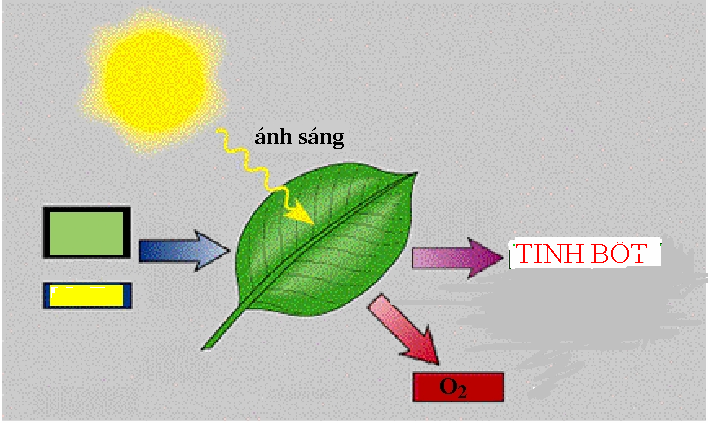 ánh sáng
TINH BỘT
O₂